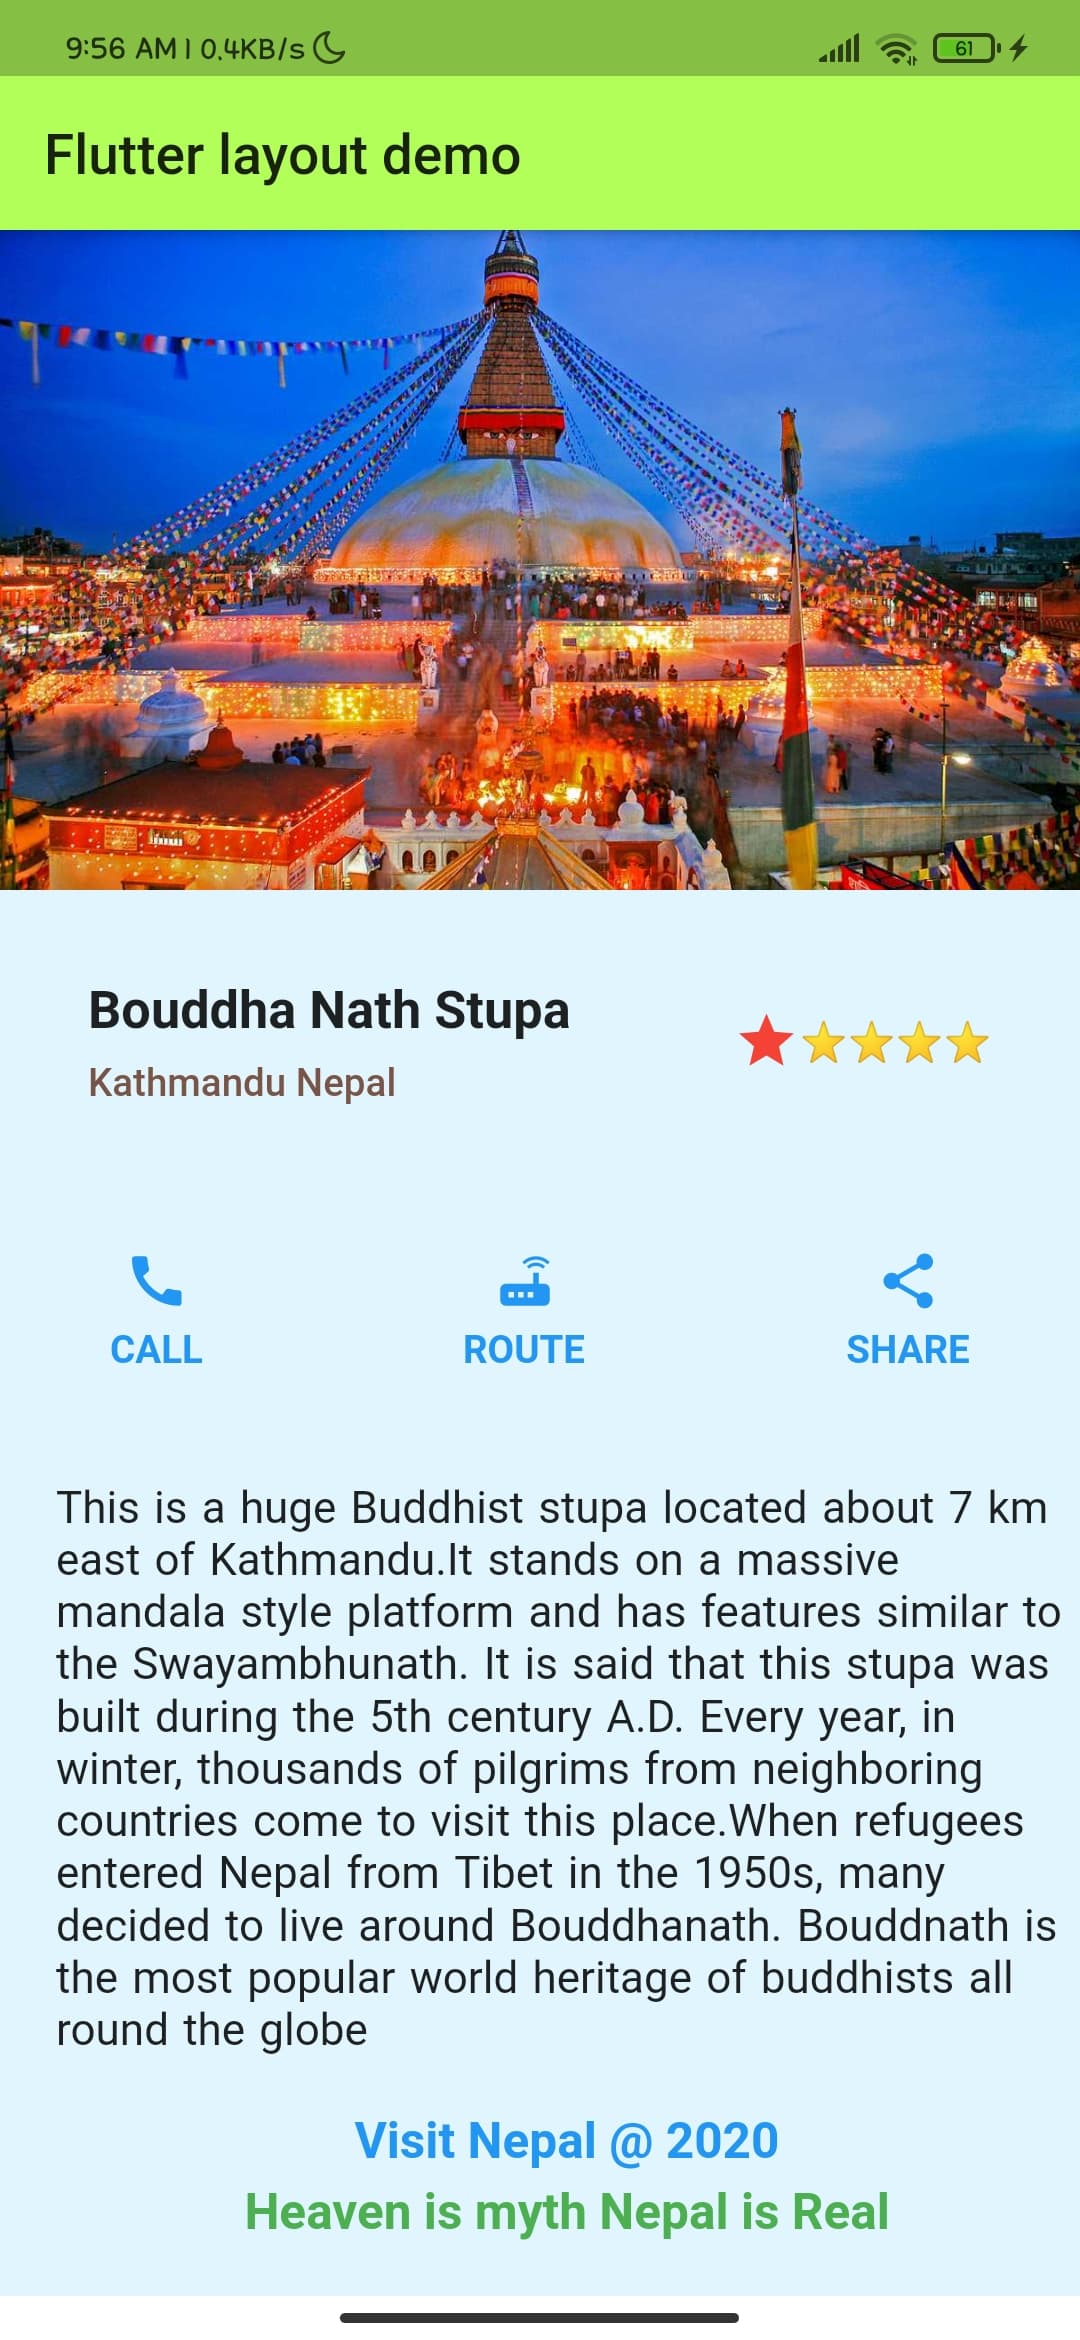 9:56 AM | 0.4KB/s
61
Flutter layout demo
Bouddha Nath Stupa
Kathmandu Nepal
CALL
ROUTE
SHARE
This is a huge Buddhist stupa located about 7 km
east of Kathmandu.It stands on a massive
mandala style platform and has features similar to
the Swayambhunath. It is said that this stupa was
built during the 5th century A.D. Every year, in
winter, thousands of pilgrims from neighboring
countries come to visit this place.When refugees
entered Nepal from Tibet in the 1950s, many
decided to live around Bouddhanath. Bouddnath is
the most popular world heritage of buddhists all
round the globe
Visit Nepal @ 2020
Heaven is myth Nepal is Real